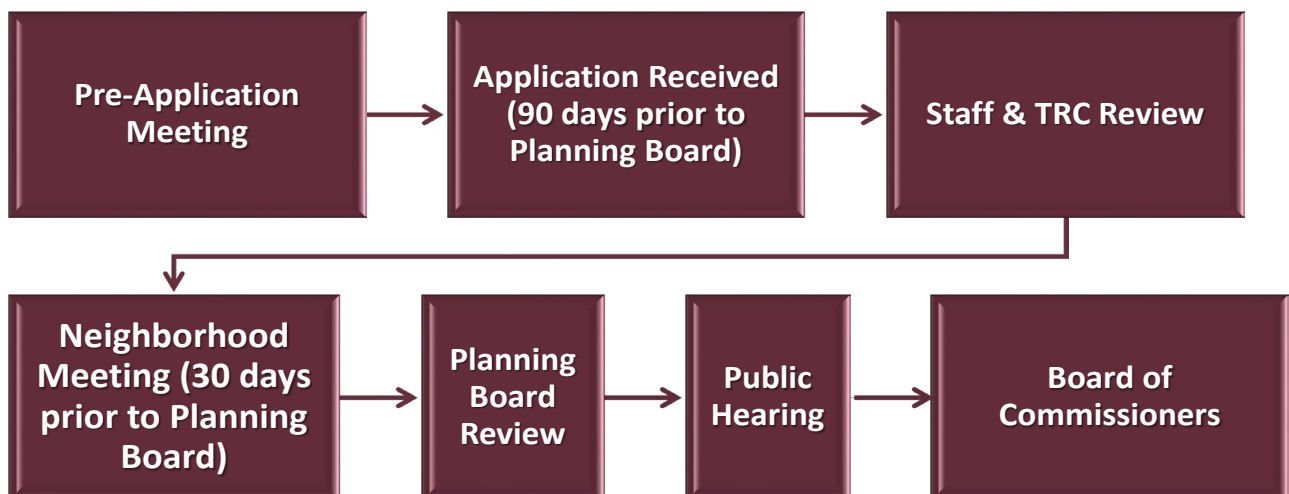 Pre-Application
Meeting
Application Received
(90 days prior to
Planning Board)
Staff & TRC Review
Neighborhood
Meeting (30 days
prior to Planning
Board)
Planning
Board
Review
Public
Hearing
Board of
Commissioners